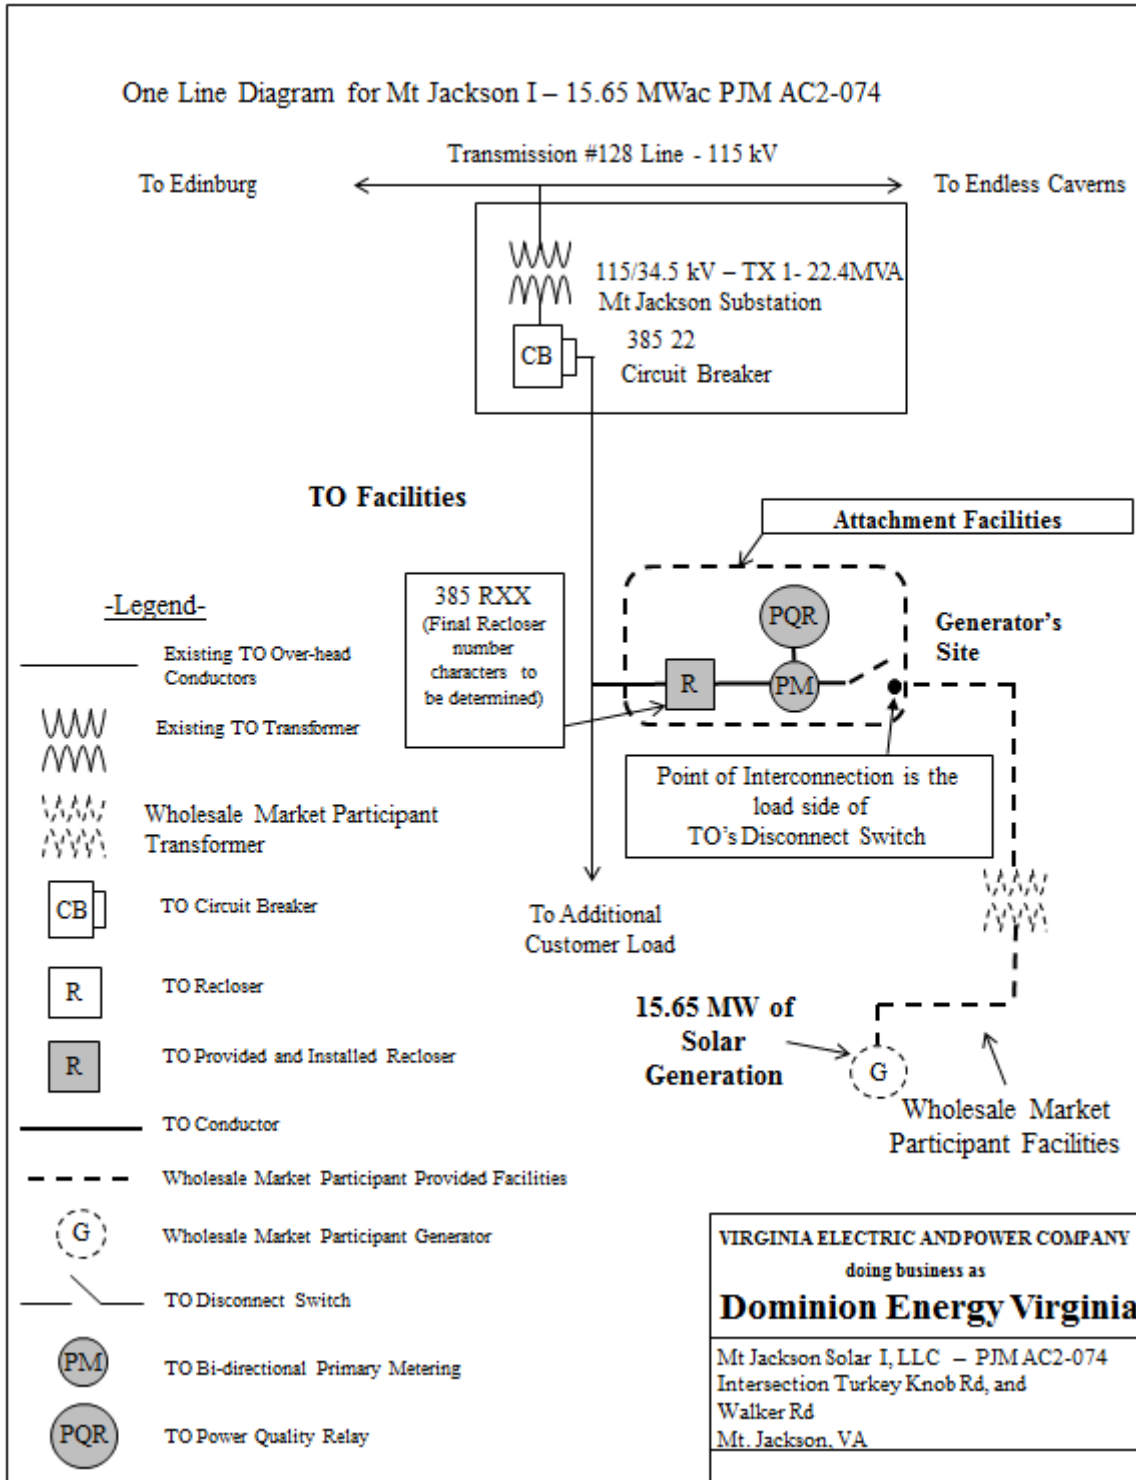 One Line Diagram for Mt Jackson I – 15.65 MWac PJM AC2-074
Transmission #128 Line - 115 kV
To Edinburg
To Endless Caverns
115/34.5 kV – TX 1- 22.4MVA
Mt Jackson Substation
CB
385 22
Circuit Breaker
TO Facilities
Attachment Facilities
385 RXX
(Final Recloser
number
characters to
be determined)
PQR
R
PM
Generator's
Site
Point of Interconnection is the
load side of
TO's Disconnect Switch
To Additional
Customer Load
15.65 MW of
Solar
Generation
G
Wholesale Market
Participant Facilities
-Legend-
Existing TO Over-head
Conductors
Existing TO Transformer
Wholesale Market Participant
Transformer
CB
TO Circuit Breaker
R
TO Recloser
R
TO Provided and Installed Recloser
TO Conductor
Wholesale Market Participant Provided Facilities
G
Wholesale Market Participant Generator
TO Disconnect Switch
PM
TO Bi-directional Primary Metering
PQR
TO Power Quality Relay
VIRGINIA ELECTRIC AND POWER COMPANY
doing business as
Dominion Energy Virginia
Mt Jackson Solar I, LLC – PJM AC2-074
Intersection Turkey Knob Rd, and
Walker Rd
Mt. Jackson, VA